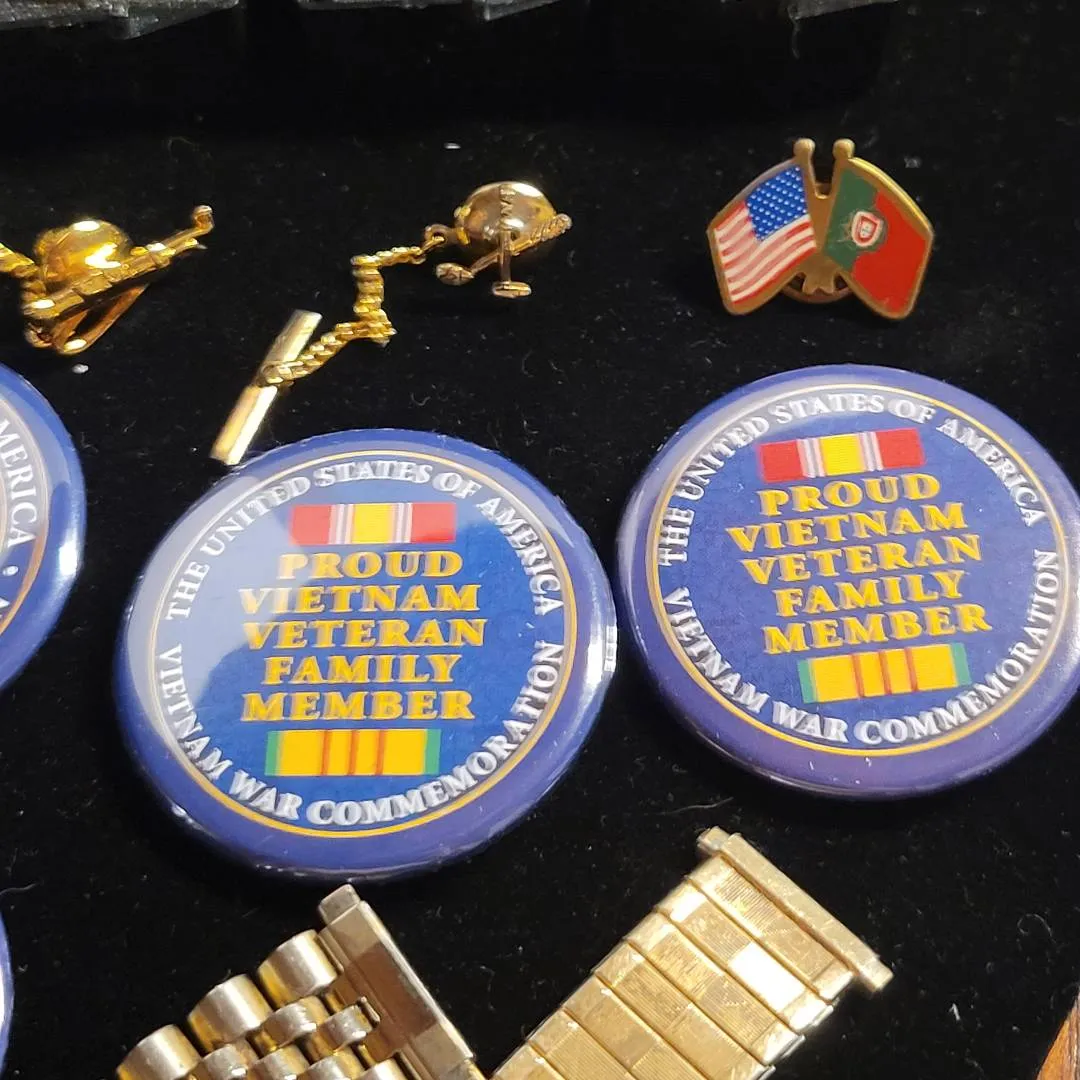 MERICA
THE UNITED STATES OF AMERICA
PROUD
VIETNAM
VETERAN
FAMILY
MEMBER
VIETNAM WAR COMMEMORATION
THE UNITED STATES OF AMERICA
PROUD
VIETNAM
VETERAN
FAMILY
MEMBER
VIETNAM WAR COMMEMORATION